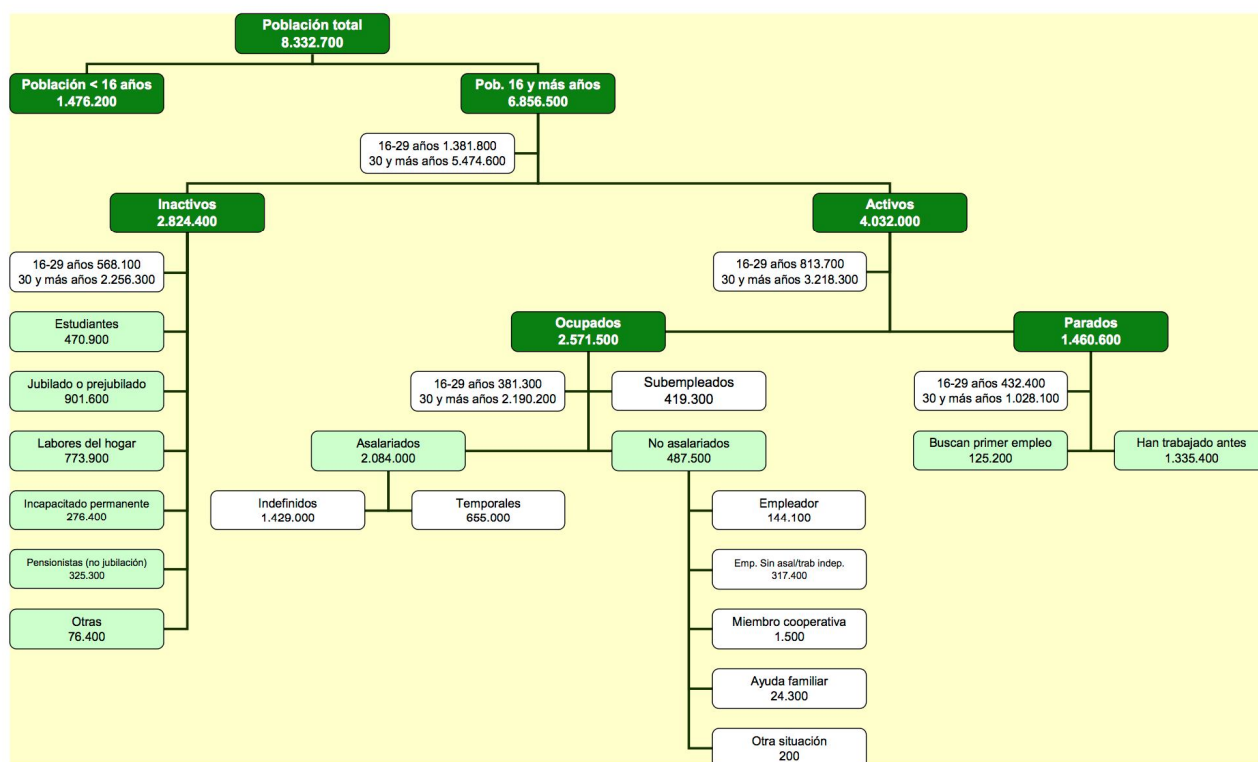 Población total
8.332.700
Población < 16 años
1.476.200
Pob. 16 y más años
6.856.500
16-29 años 1.381.800
30 y más años 5.474.600
Inactivos
2.824.400
Activos
4.032.000
16-29 años 568.100
30 y más años 2.256.300
16-29 años 813.700
30 y más años 3.218.300
Estudiantes
470.900
Ocupados
2.571.500
Parados
1.460.600
Jubilado o prejubilado
901.600
16-29 años 381.300
30 y más años 2.190.200
Subempleados
419.300
16-29 años 432.400
30 y más años 1.028.100
Labores del hogar
773.900
Asalariados
2.084.000
No asalariados
487.500
Buscan primer empleo
125.200
Han trabajado antes
1.335.400
Incapacitado permanente
276.400
Indefinidos
1.429.000
Temporales
655.000
Empleador
144.100
Pensionistas (no jubilación)
325.300
Emp. Sin asal/trab indep.
317.400
Otras
76.400
Miembro cooperativa
1.500
Ayuda familiar
24.300
Otra situación
200